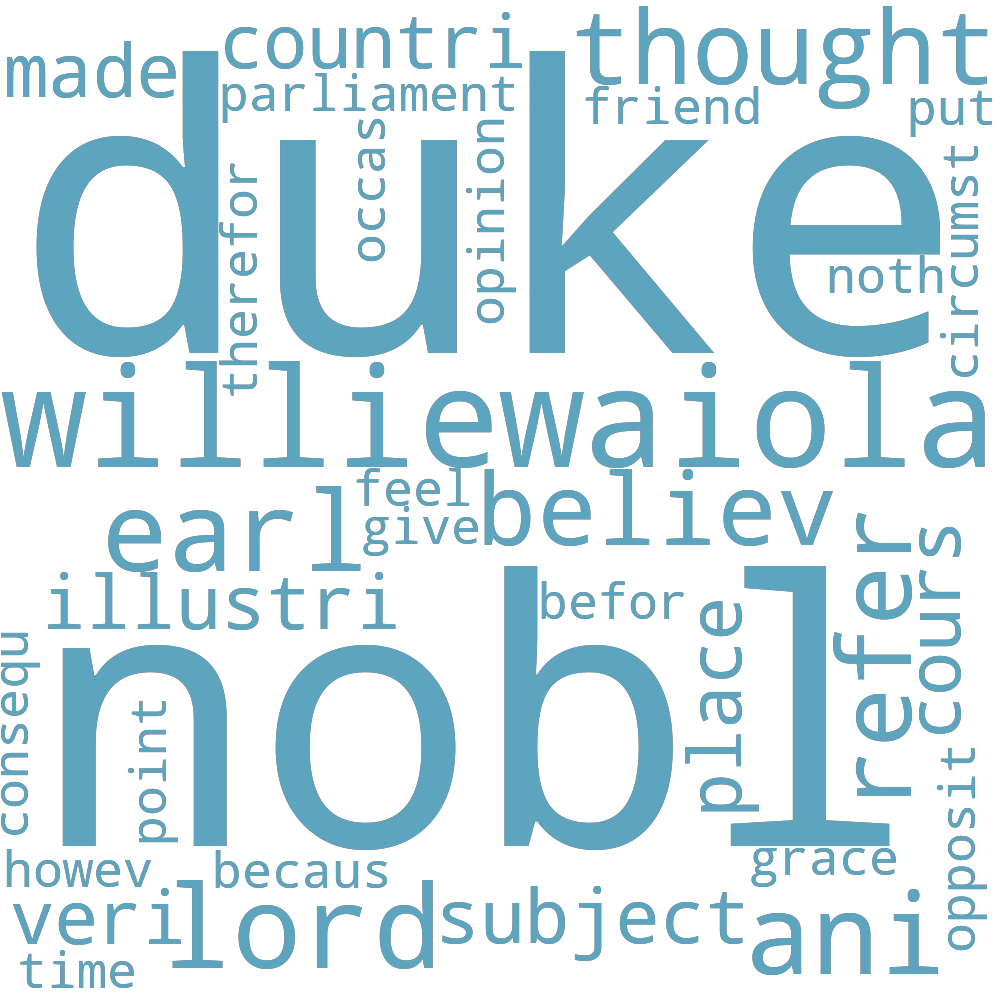 made
countri
thought
parliament
friend
put
duke
therefor
occas
opinion
noth
circumst
williewaiola
earl
feel
give
believ
illustri
befor
refer
cours
nobl
consequ
point
place
opposit
howev
becaus
grace
veri
lord
subject
ani
time